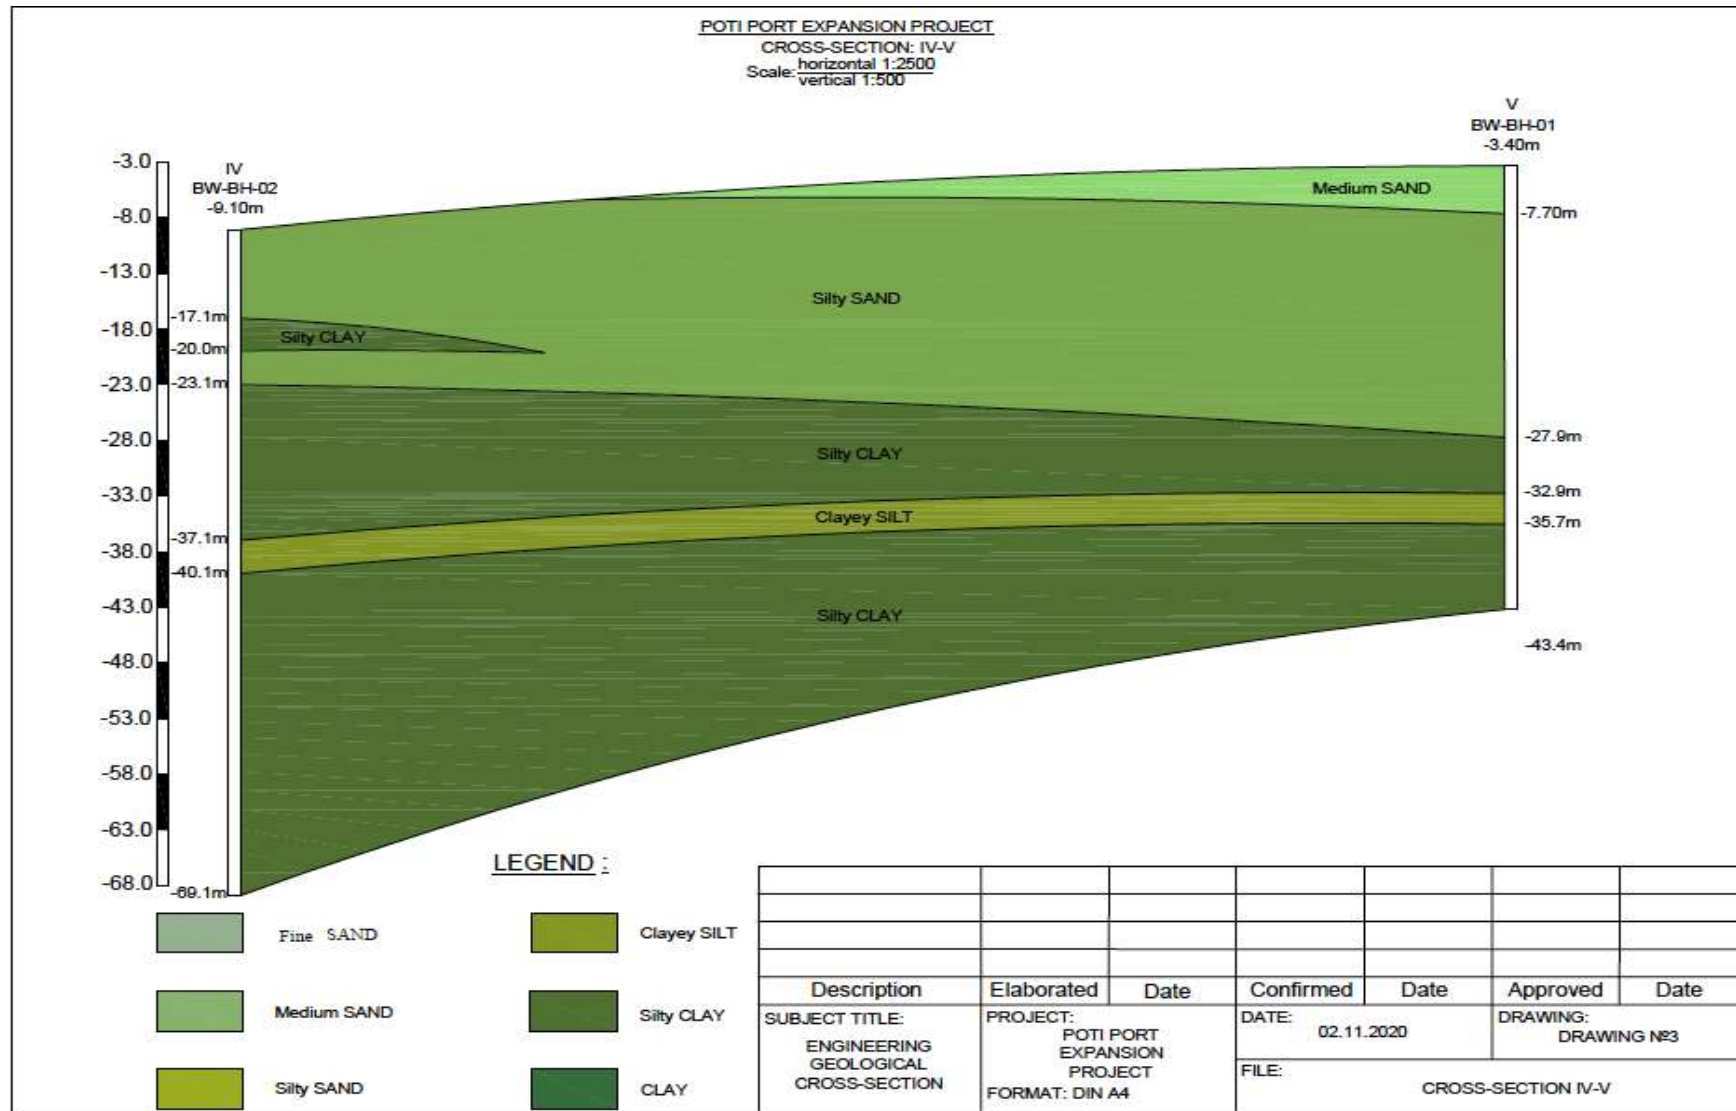 POTI PORT EXPANSION PROJECT
CROSS-SECTION: IV-V
Scale: horizontal 1:2500
vertical 1:500
V
BW-BH-01
-3.40m
IV
BW-BH-02
-9.10m
-3.0
-8.0
-13.0
-18.0
-23.0
-28.0
-33.0
-38.0
-43.0
-48.0
-53.0
-58.0
-63.0
-68.0
-17.1m
-20.0m
-23.1m
-37.1m
-40.1m
-69.1m
Medium SAND
Silty SAND
Silty CLAY
Silty CLAY
Clayey SILT
Silty CLAY
-7.70m
-27.9m
-32.9m
-35.7m
-43.4m
LEGEND :
Fine SAND
Medium SAND
Silty SAND
Clayey SILT
Silty CLAY
CLAY
Description Elaborated Date Confirmed Date Approved Date
SUBJECT TITLE:
ENGINEERING
GEOLOGICAL
CROSS-SECTION
PROJECT:
POTI PORT
EXPANSION
PROJECT
FORMAT: DIN A4
DATE:
02.11.2020
DRAWING:
DRAWING №3
FILE:
CROSS-SECTION IV-V